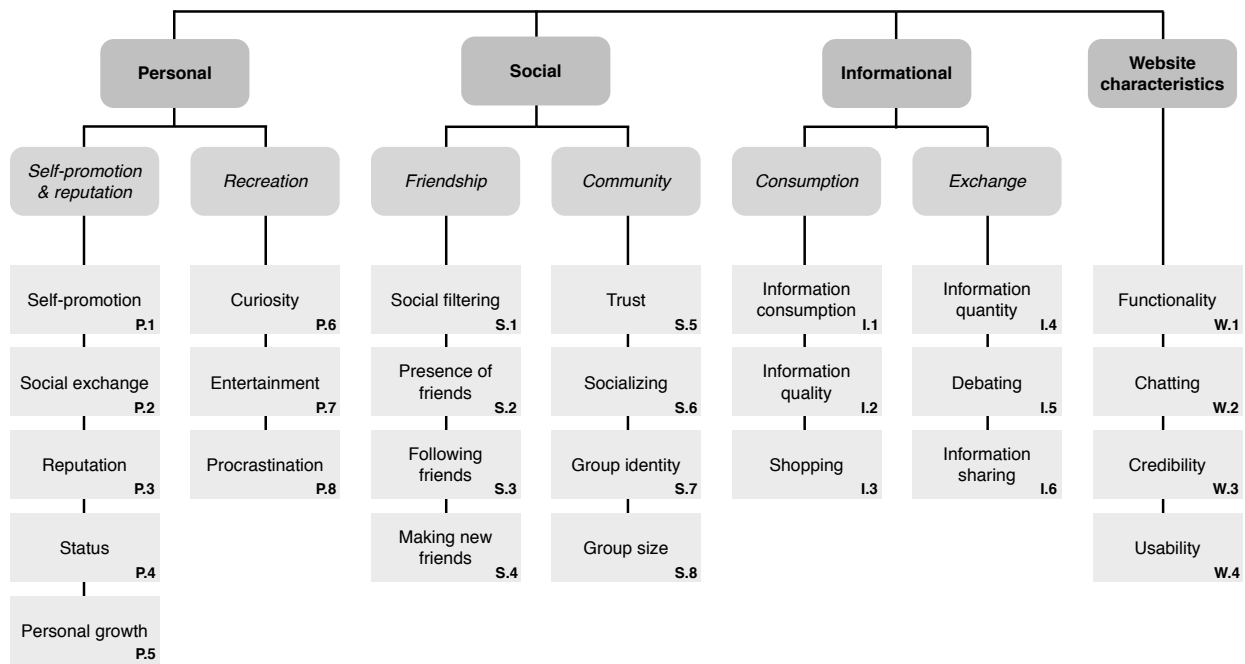 Personal
Social
Informational
Website
characteristics
Self-promotion
& reputation
Recreation
Friendship
Community
Consumption
Exchange
Self-promotion
P.1
Social exchange
P.2
Reputation
P.3
Status
P.4
Personal growth
P.5
Curiosity
P.6
Entertainment
P.7
Procrastination
P.8
Social filtering
S.1
Presence of
friends
S.2
Following
friends
S.3
Making new
friends
S.4
Trust
S.5
Socializing
S.6
Group identity
S.7
Group size
S.8
Information
consumption
I.1
Information
quality
I.2
Shopping
I.3
Information
quantity
I.4
Debating
I.5
Information
sharing
I.6
Functionality
W.1
Chatting
W.2
Credibility
W.3
Usability
W.4